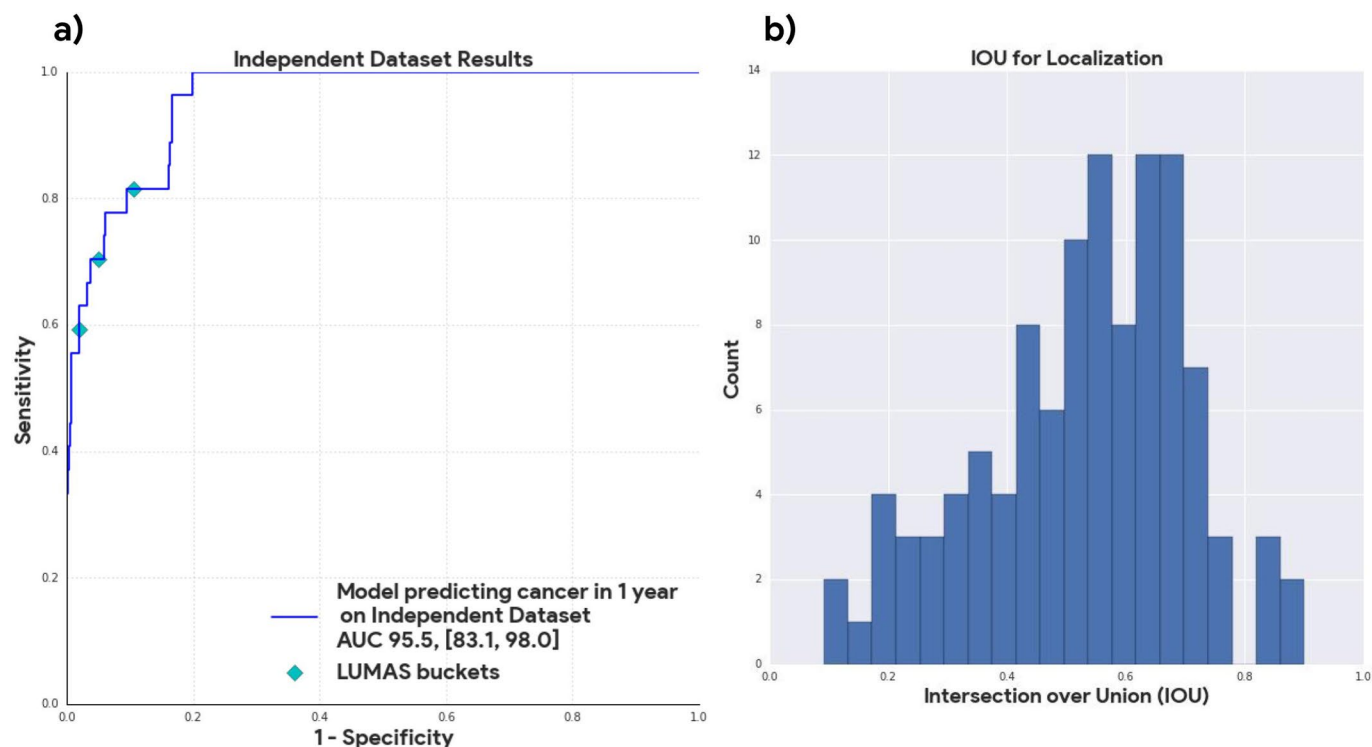 a)
Independent Dataset Results
1.0
0.8
0.6
0.4
0.2
0.0
Sensitivity
0.0 0.2 0.4 0.6 0.8 1.0
1 - Specificity
Model predicting cancer in 1 year
on Independent Dataset
AUC 95.5, [83.1, 98.0]
LUMAS buckets
b)
IOU for Localization
14
12
10
8
6
4
2
0
Count
0.0 0.2 0.4 0.6 0.8 1.0
Intersection over Union (IOU)